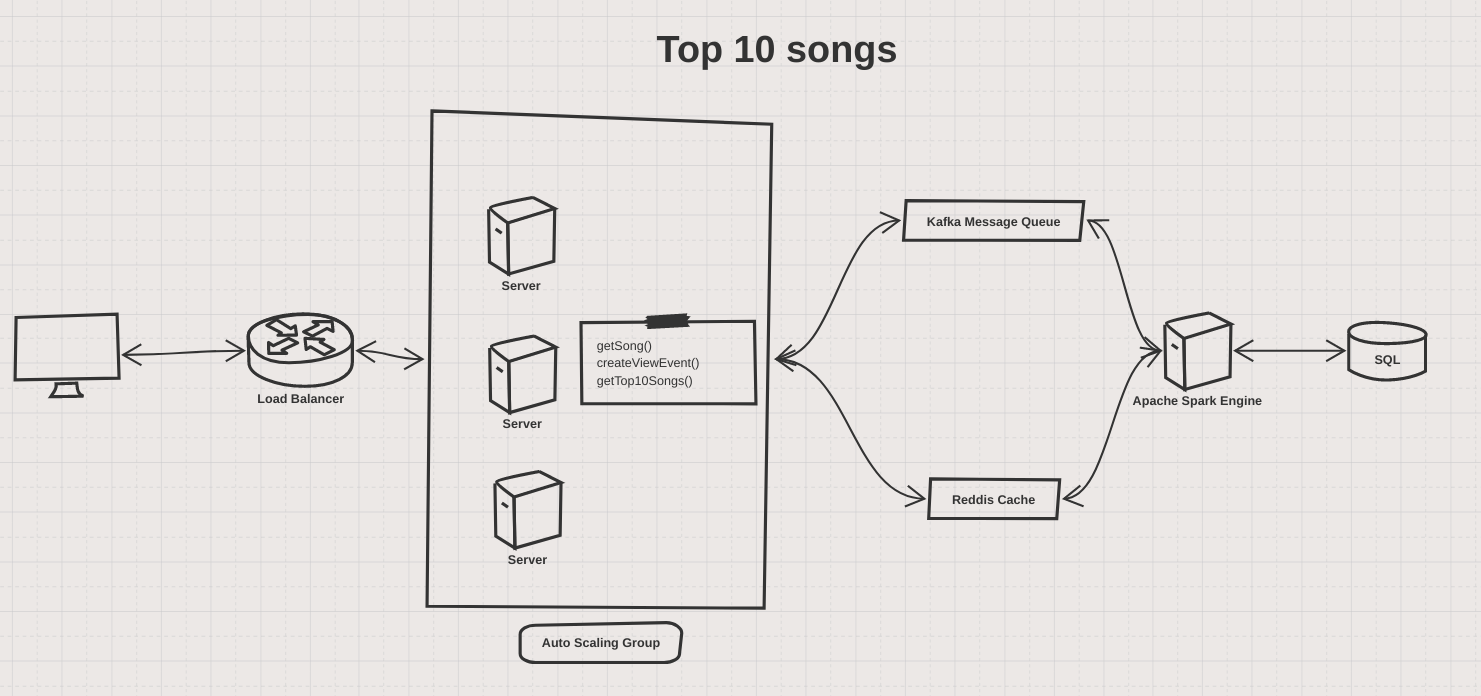 Top 10 songs
Kafka Message Queue
Server
getSong()
createViewEvent()
getTop10Songs()
Load Balancer
Server
Apache Spark Engine
SQL
Reddis Cache
Server
Auto Scaling Group